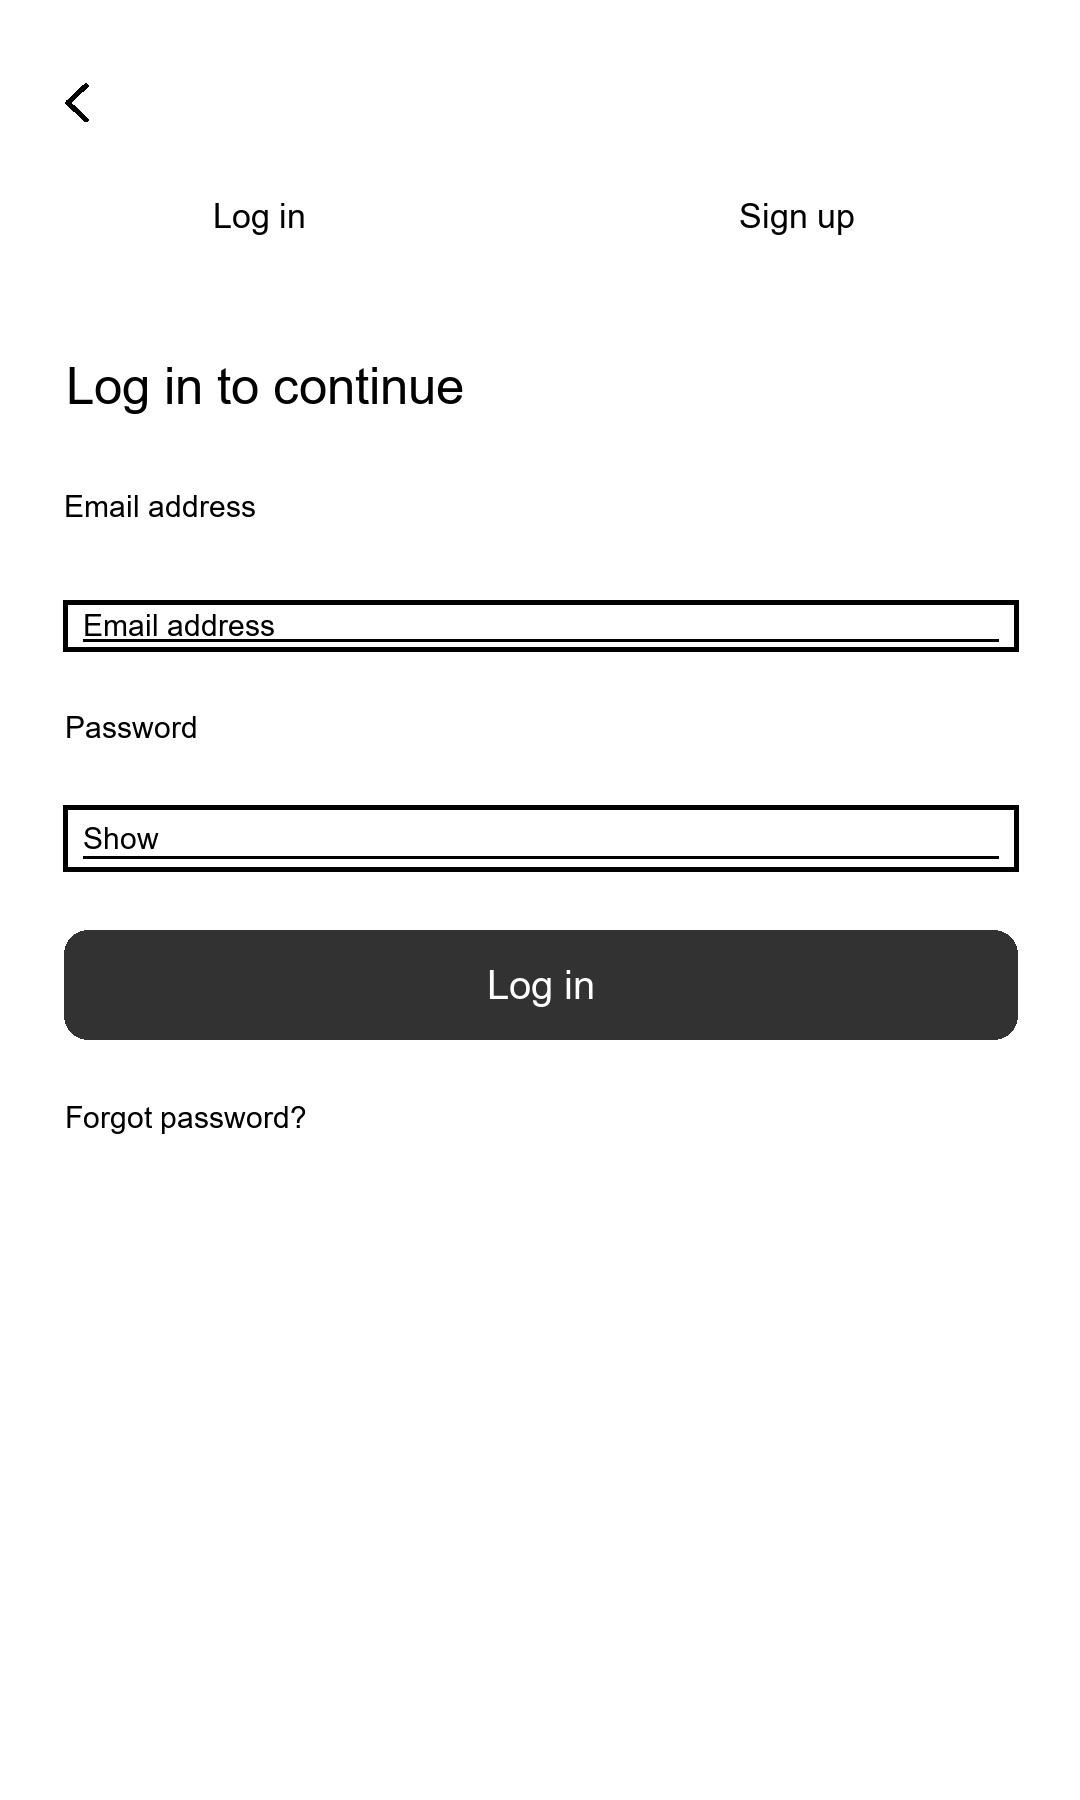 Log in
Sign up
Log in to continue
Email address
Email address
Password
Show
Log in
Forgot password?